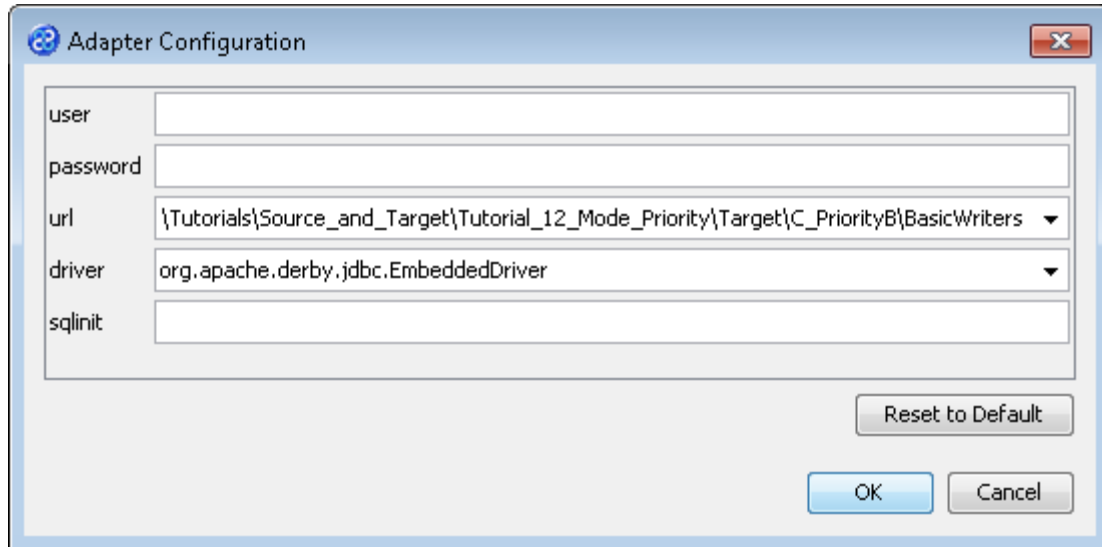 Adapter Configuration
user
password
url \Tutorials\Source_and_Target\Tutorial_12_Mode_Priority\Target\C_PriorityB\BasicWriters
driver org.apache.derby.jdbc.EmbeddedDriver
sqlinit
Reset to Default
OK Cancel